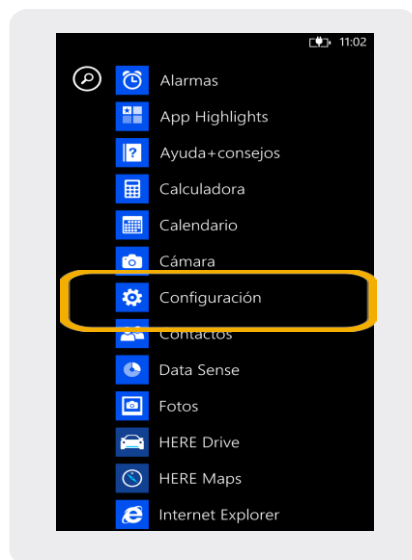 11:02
Alarmas
App Highlights
Ayuda+consejos
Calculadora
Calendario
Cámara
Configuración
Contactos
Data Sense
Fotos
HERE Drive
HERE Maps
Internet Explorer